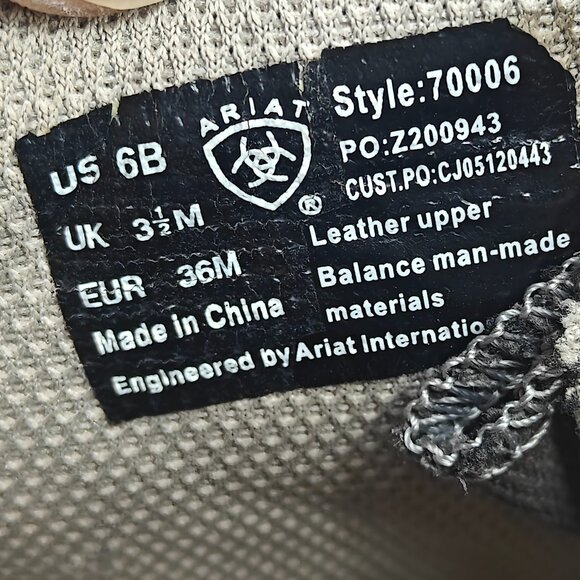 US 6B
UK 3½M
EUR 36M
Made in China
Engineered by Ariat Internatio
ARIAT
®
Style:70006
PO:Z200943
CUST.PO:CJ05120443
Leather upper
Balance man-made
materials